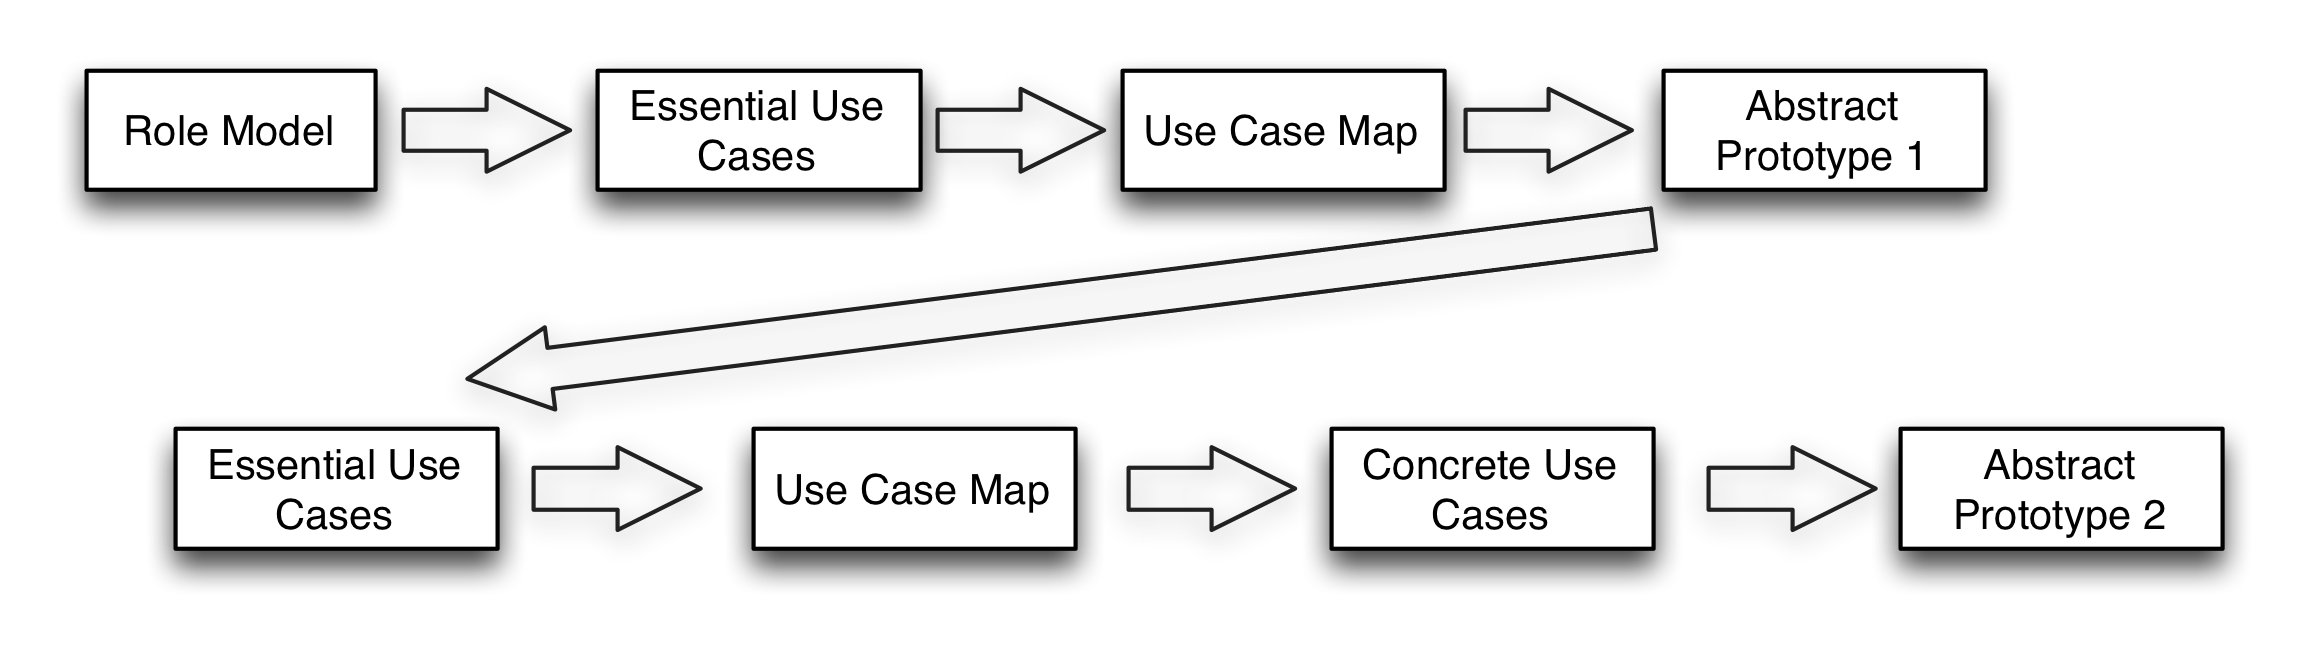 Role Model
Essential Use
Cases
Use Case Map
Abstract
Prototype 1
Essential Use
Cases
Use Case Map
Concrete Use
Cases
Abstract
Prototype 2